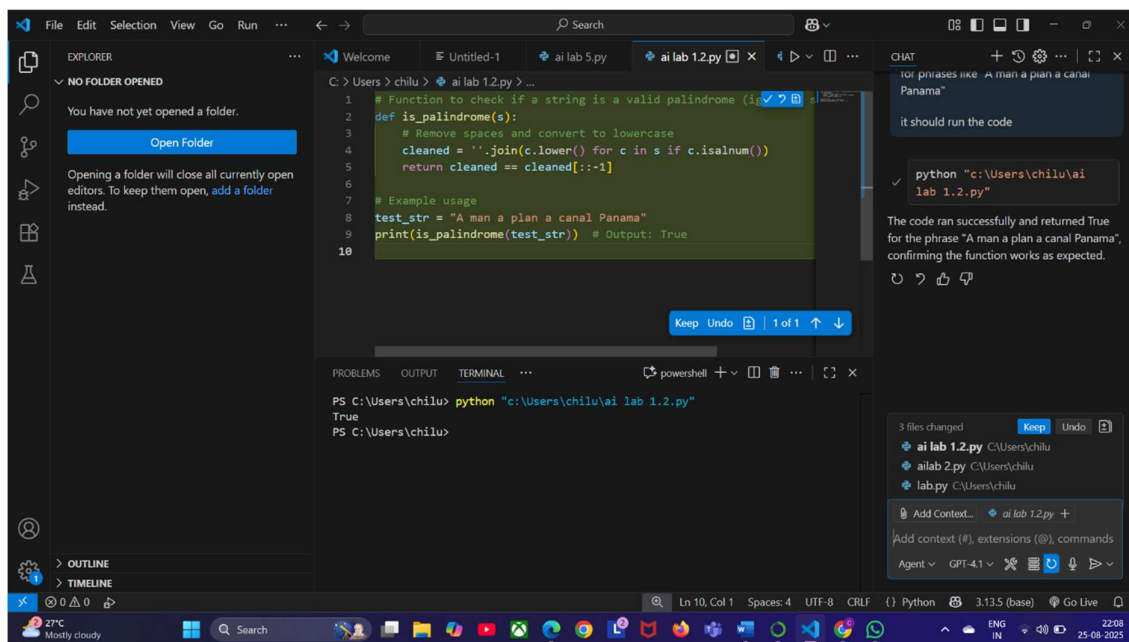 File Edit Selection View Go Run ...
Search
EXPLORER
NO FOLDER OPENED
You have not yet opened a folder.
Open Folder
Opening a folder will close all currently open
editors. To keep them open, add a folder
instead.
OUTLINE
TIMELINE
Welcome Untitled-1 ai lab 5.py ai lab 1.2.py
C: > Users > chilu > ai lab 1.2.py > ...
1 # Function to check if a string is a valid palindrome
2 def is_palindrome(s):
3 # Remove spaces and convert to lowercase
4 cleaned = ''.join(c.lower() for c in s if c.isalnum())
5 return cleaned == cleaned[::-1]
6
7 # Example usage
8 test_str = "A man a plan a canal Panama"
9 print(is_palindrome(test_str)) # Output: True
10
Keep Undo 1 of 1
PROBLEMS OUTPUT TERMINAL ... powershell
PS C:\Users\chilu> python "c:\Users\chilu\ai lab 1.2.py"
True
PS C:\Users\chilu>
CHAT
for phrases like "A man a plan a canal
Panama"
it should run the code
python "c:\Users\chilu\ai
lab 1.2.py"
The code ran successfully and returned True
for the phrase "A man a plan a canal Panama",
confirming the function works as expected.
3 files changed Keep Undo
ai lab 1.2.py C:\Users\chilu
ailab 2.py C:\Users\chilu
lab.py C:\Users\chilu
Add Context... ai lab 1.2.py
Add context (#), extensions (@), commands
Agent GPT-4.1
1
0 0 Ln 10, Col 1 Spaces: 4 UTF-8 CRLF {} Python 3.13.5 (base) Go Live
27°C
Mostly cloudy
Search
ENG
IN
22:08
25-08-2025